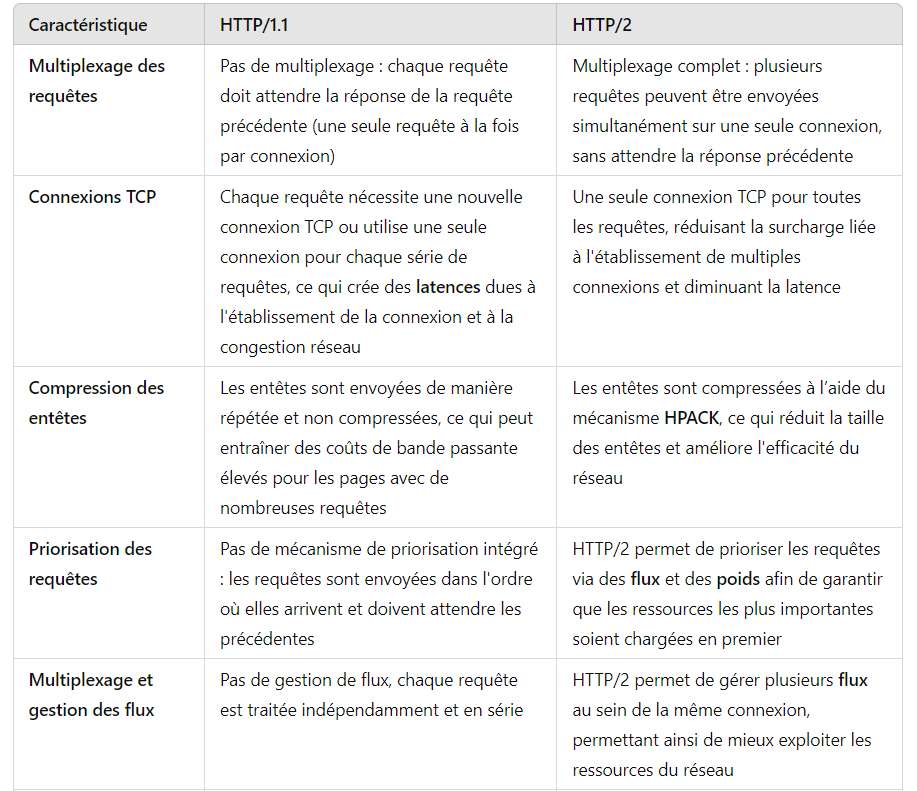 Caractéristique
HTTP/1.1
HTTP/2
Multiplexage des
requêtes
Pas de multiplexage : chaque requête
doit attendre la réponse de la requête
précédente (une seule requête à la fois
par connexion)
Multiplexage complet : plusieurs
requêtes peuvent être envoyées
simultanément sur une seule connexion,
sans attendre la réponse précédente
Connexions TCP
Chaque requête nécessite une nouvelle
connexion TCP ou utilise une seule
connexion pour chaque série de
requêtes, ce qui crée des latences dues à
l'établissement de la connexion et à la
congestion réseau
Une seule connexion TCP pour toutes
les requêtes, réduisant la surcharge liée
à l'établissement de multiples
connexions et diminuant la latence
Compression des
entêtes
Les entêtes sont envoyées de manière
répétée et non compressées, ce qui peut
entraîner des coûts de bande passante
élevés pour les pages avec de
nombreuses requêtes
Les entêtes sont compressées à l’aide du
mécanisme HPACK, ce qui réduit la taille
des entêtes et améliore l'efficacité du
réseau
Priorisation des
requêtes
Pas de mécanisme de priorisation intégré
: les requêtes sont envoyées dans l'ordre
où elles arrivent et doivent attendre les
précédentes
HTTP/2 permet de prioriser les requêtes
via des flux et des poids afin de garantir
que les ressources les plus importantes
soient chargées en premier
Multiplexage et
gestion des flux
Pas de gestion de flux, chaque requête
est traitée indépendamment et en série
HTTP/2 permet de gérer plusieurs flux
au sein de la même connexion,
permettant ainsi de mieux exploiter les
ressources du réseau